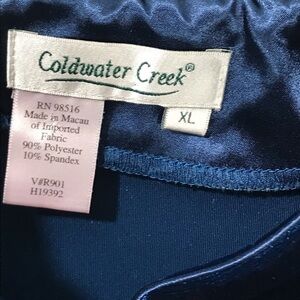 Coldwater Creek®
XL
RN 98516
Made in Macau
of Imported
Fabric
90% Polyester
10% Spandex
V#R901
H19392